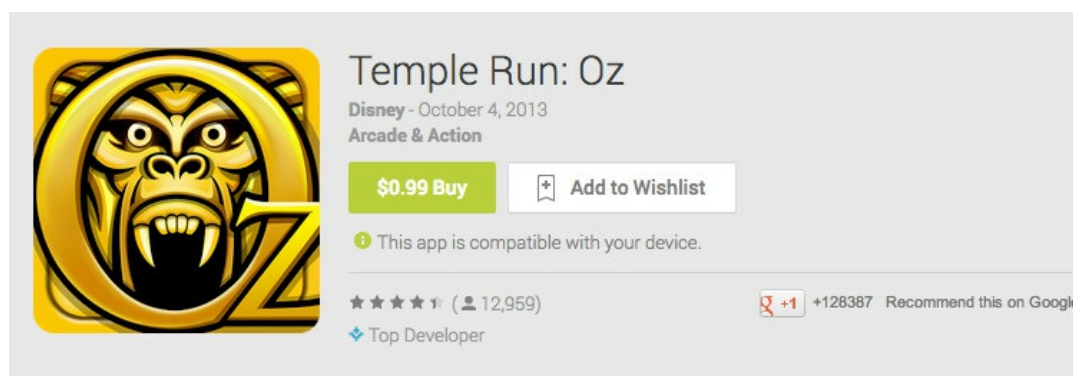 Oz
Temple Run: Oz
Disney - October 4, 2013
Arcade & Action
$0.99 Buy
Add to Wishlist
This app is compatible with your device.
(12,959)
+1 +128387 Recommend this on Google
Top Developer